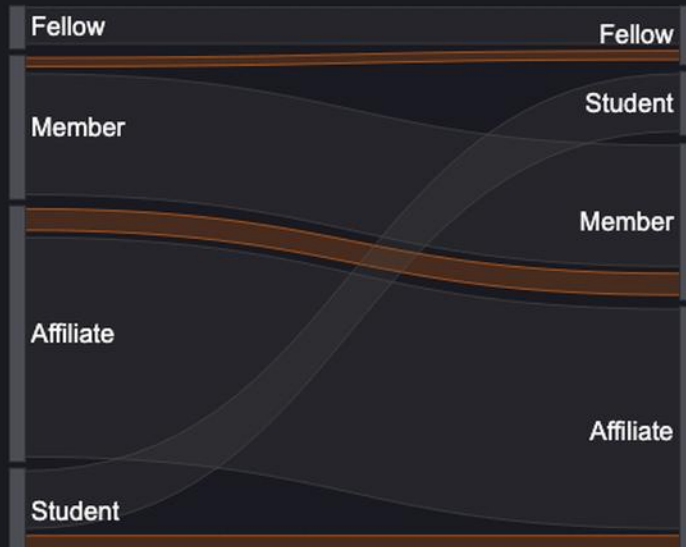 Fellow
Member
Affiliate
Student
Fellow
Student
Member
Affiliate